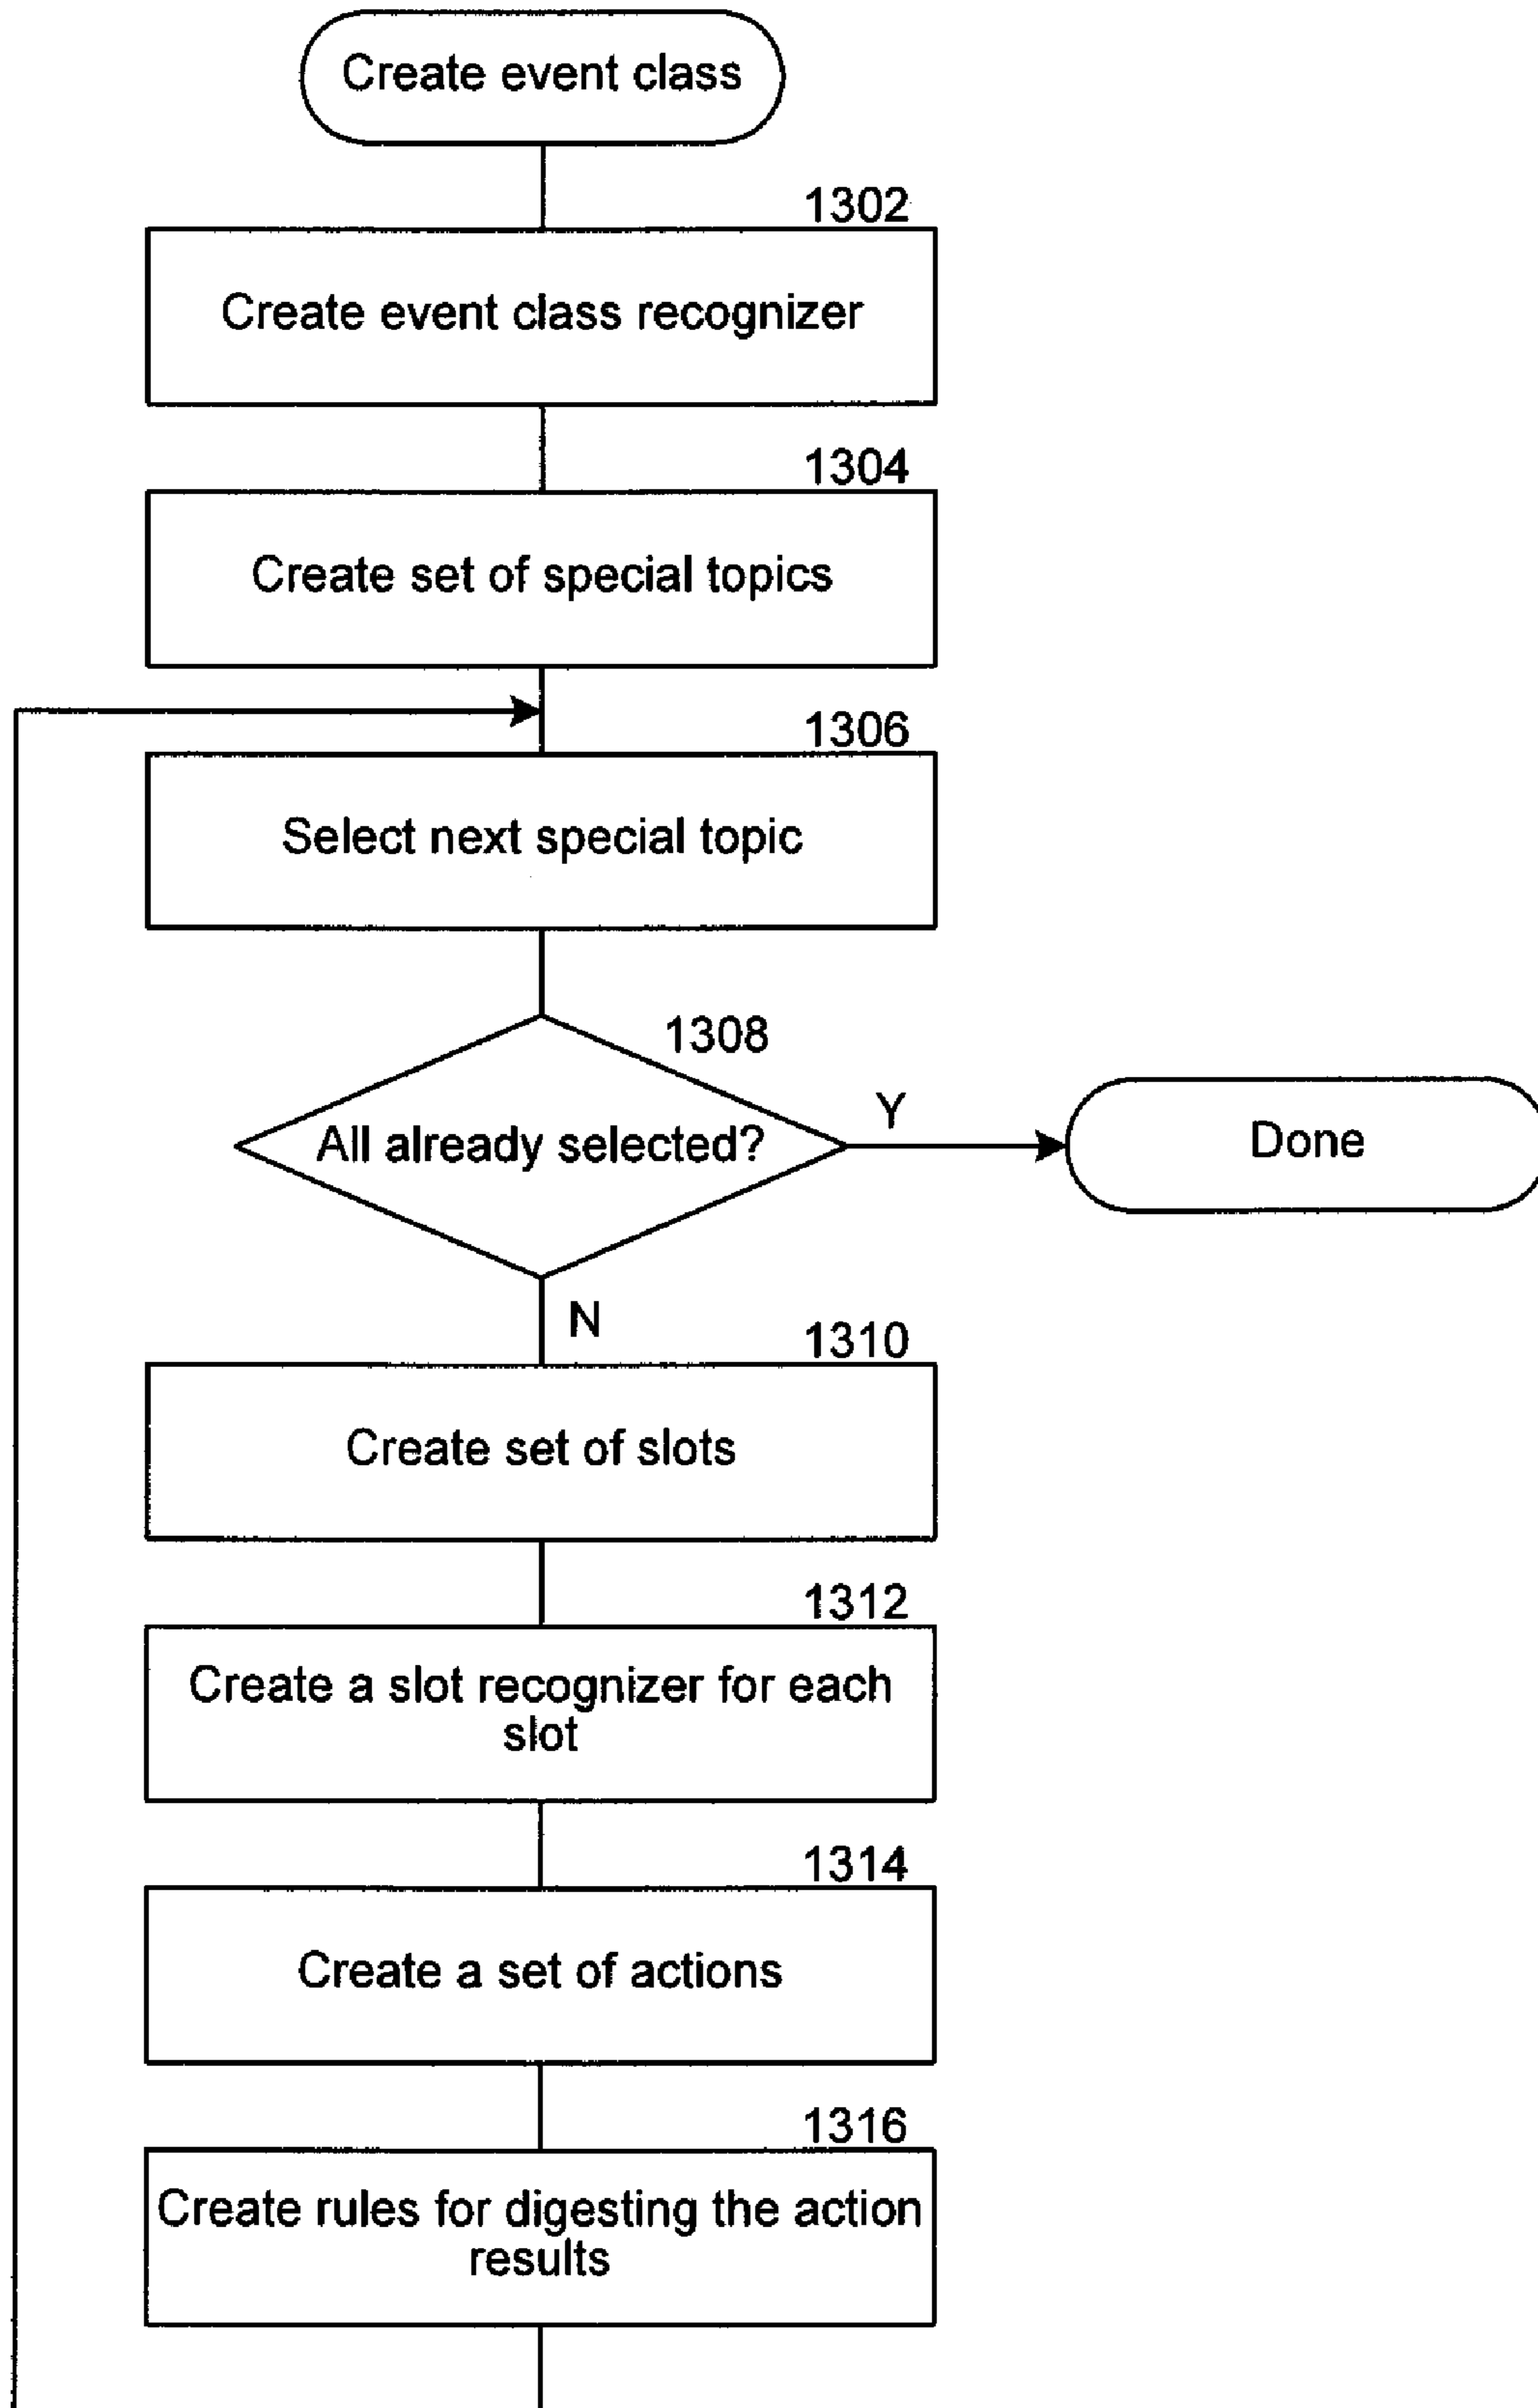 Create event class
1302
Create event class recognizer
1304
Create set of special topics
1306
Select next special topic
1308
All already selected?
Y
Done
N
1310
Create set of slots
1312
Create a slot recognizer for each
slot
1314
Create a set of actions
1316
Create rules for digesting the action
results